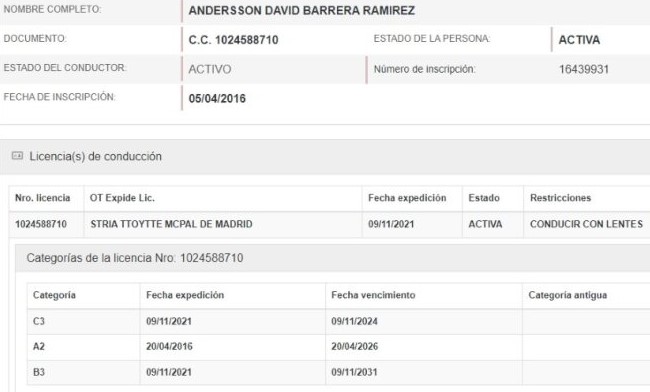 NOMBRE COMPLETO: ANDERSSON DAVID BARRERA RAMIREZ
DOCUMENTO: C.C. 1024588710 ESTADO DE LA PERSONA: ACTIVA
ESTADO DEL CONDUCTOR: ACTIVO Número de inscripción: 16439931
FECHA DE INSCRIPCIÓN: 05/04/2016
Licencia(s) de conducción
Nro. licencia OT Expide Lic. Fecha expedición Estado Restricciones
1024588710 STRIA TTOYTTE MCPAL DE MADRID 09/11/2021 ACTIVA CONDUCIR CON LENTES
Categorías de la licencia Nro: 1024588710
Categoría Fecha expedición Fecha vencimiento Categoría antigua
C3 09/11/2021 09/11/2024
A2 20/04/2016 20/04/2026
B3 09/11/2021 09/11/2031